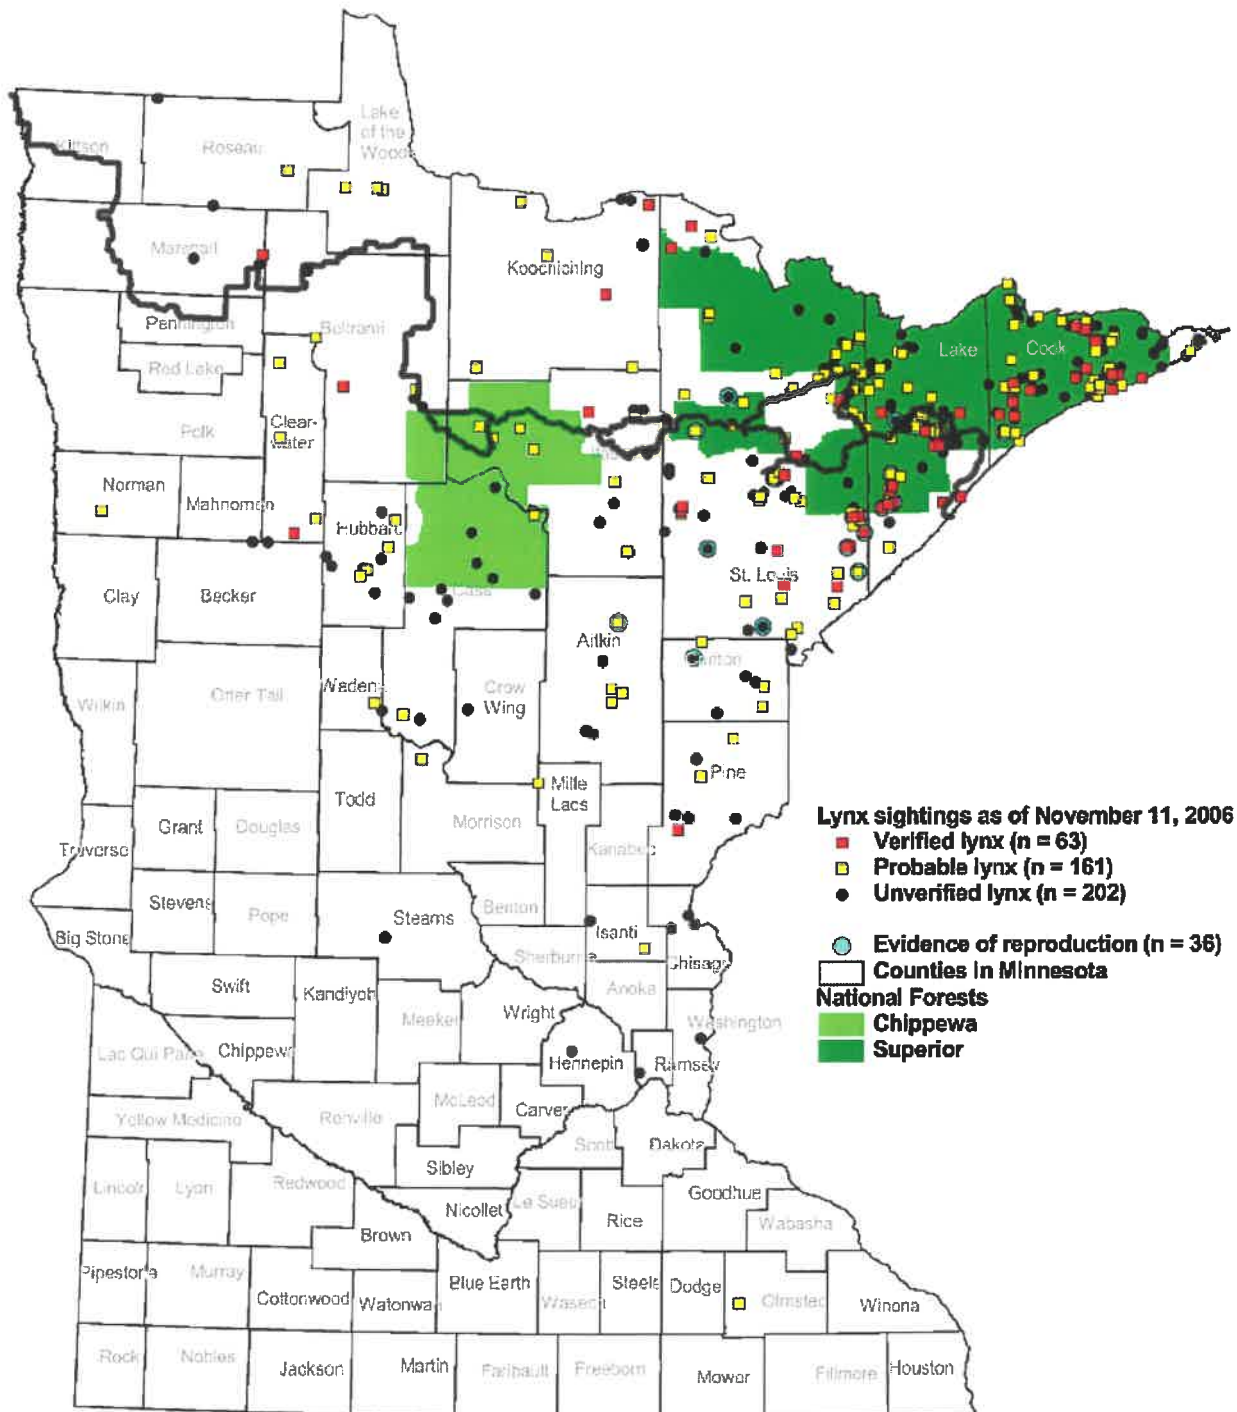 Lake
of the
Woods
Kittson
Roseau
Marshall
Koochiching
Pennington
Beltrami
Red Lake
Lake
Cook
Polk
Clear-
water
Norman
Mahnomen
Hubbard
Clay
Becker
St. Louis
Cass
Aitkin
Carlton
Wilkin
Otter Tail
Wadena
Crow
Wing
Pine
Todd
Mille
Lacs
Grant
Douglas
Morrison
Kanabec
Traverse
Stevens
Pope
Stearns
Benton
Isanti
Big Stone
Sherburne
Chisago
Swift
Kandiyohi
Anoka
Meeker
Wright
Washington
Lac Qui Parle
Chippewa
Hennepin
Ramsey
McLeod
Carver
Yellow Medicine
Renville
Scott
Dakota
Sibley
Lincoln
Lyon
Redwood
Nicollet
Le Sueur
Rice
Goodhue
Wabasha
Brown
Pipestone
Murray
Cottonwood
Watonwan
Blue Earth
Waseca
Steele
Dodge
Olmsted
Winona
Rock
Nobles
Jackson
Martin
Faribault
Freeborn
Mower
Fillmore
Houston
Lynx sightings as of November 11, 2006
Verified lynx (n = 63)
Probable lynx (n = 161)
Unverified lynx (n = 202)
Evidence of reproduction (n = 36)
Counties in Minnesota
National Forests
Chippewa
Superior